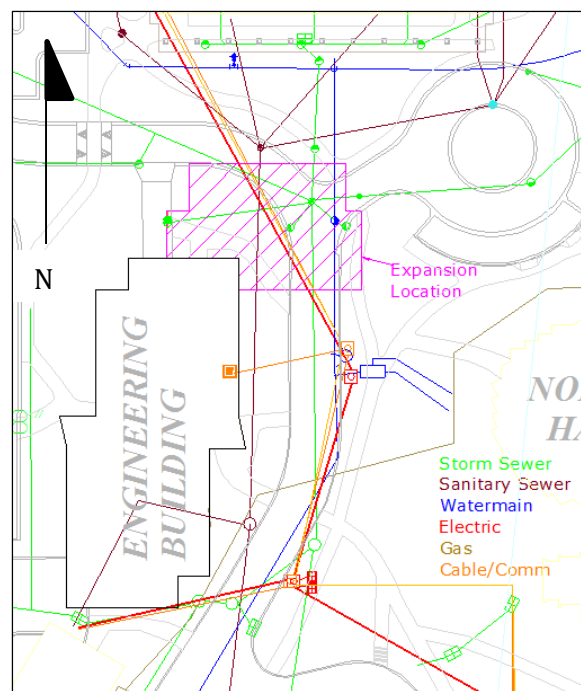 N
Expansion
Location
ENGINEERING
BUILDING
NO
HA
Storm Sewer
Sanitary Sewer
Watermain
Electric
Gas
Cable/Comm